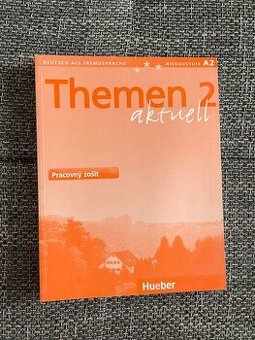 DEUTSCH ALS FREMDSPRACHE NIVEAUSTUFE A2
Themen 2
aktuell
Pracovný zošit
Hueber